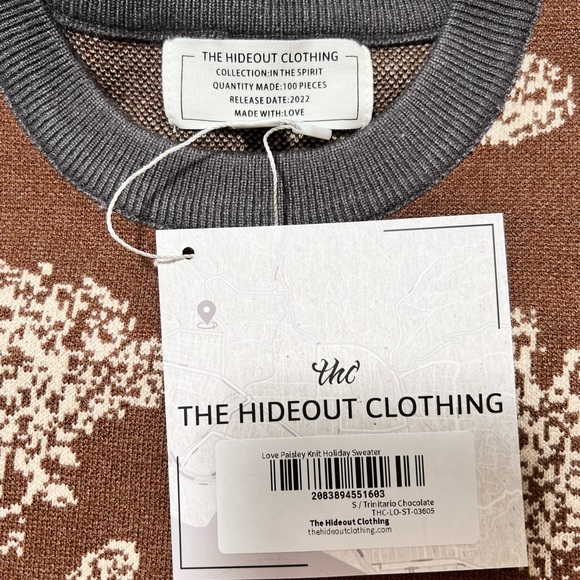 THE HIDEOUT CLOTHING
COLLECTION:IN THE SPIRIT
QUANTITY MADE:100 PIECES
RELEASE DATE:2022
MADE WITH:LOVE
thc
THE HIDEOUT CLOTHING
Love Paisley Knit Holiday Sweater
2083894551603
S / Trinitario Chocolate
THC-LO-ST-03605
The Hideout Clothing
thehideoutclothing.com